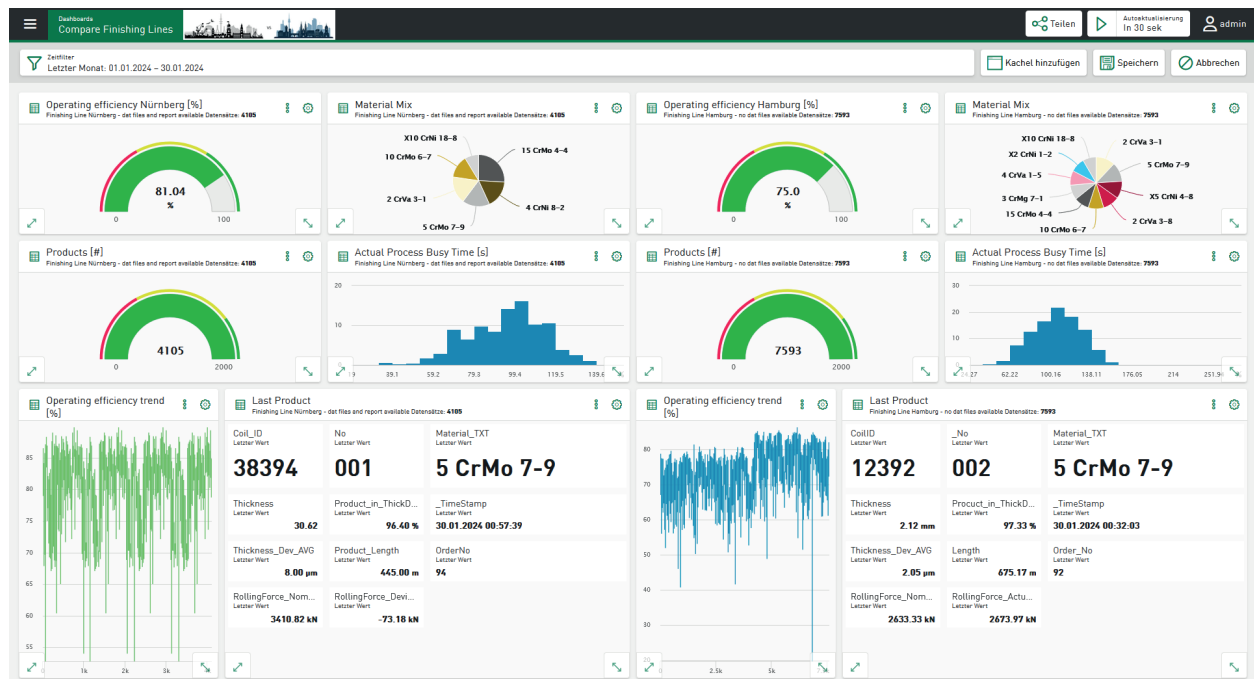 Dashboards
Compare Finishing Lines
vs
Teilen
Autoaktualisierung
In 30 sek
admin
Zeitfilter
Letzter Monat: 01.01.2024 – 30.01.2024
Kachel hinzufügen
Speichern
Abbrechen
Operating efficiency Nürnberg [%]
Finishing Line Nürnberg - dat files and report available Datensätze: 4105
81.04
%
0
100
Material Mix
Finishing Line Nürnberg - dat files and report available Datensätze: 4105
X10 CrNi 18-8
15 CrMo 4-4
10 CrMo 6-7
2 CrVa 3-1
4 CrNi 8-2
5 CrMo 7-9
Operating efficiency Hamburg [%]
Finishing Line Hamburg - no dat files available Datensätze: 7593
75.0
%
0
100
Material Mix
Finishing Line Hamburg - no dat files available Datensätze: 7593
X10 CrNi 18-8
2 CrVa 3-1
X2 CrNi 1-2
5 CrMo 7-9
4 CrVa 1-5
3 CrMg 7-1
X5 CrNi 4-8
15 CrMo 4-4
2 CrVa 3-8
10 CrMo 6-7
Products [#]
Finishing Line Nürnberg - dat files and report available Datensätze: 4105
4105
0
2000
Actual Process Busy Time [s]
Finishing Line Nürnberg - dat files and report available Datensätze: 4105
20
10
39.1
59.2
79.3
99.4
119.5
Products [#]
Finishing Line Hamburg - no dat files available Datensätze: 7593
7593
0
2000
Actual Process Busy Time [s]
Finishing Line Hamburg - no dat files available Datensätze: 7593
30
20
10
0
62.22
100.16
138.11
176.05
214
Operating efficiency trend
[%]
85
80
75
70
65
60
55
0
1k
2k
3k
Last Product
Finishing Line Nürnberg - dat files and report available Datensätze: 4105
Coil_ID
Letzter Wert
38394
No
Letzter Wert
001
Material_TXT
Letzter Wert
5 CrMo 7-9
Thickness
Letzter Wert
30.62
Product_in_ThickD...
Letzter Wert
96.40 %
_TimeStamp
Letzter Wert
30.01.2024 00:57:39
Thickness_Dev_AVG
Letzter Wert
8.00 µm
Product_Length
Letzter Wert
445.00 m
OrderNo
Letzter Wert
94
RollingForce_Nom...
Letzter Wert
3410.82 kN
RollingForce_Devi...
Letzter Wert
-73.18 kN
Operating efficiency trend
[%]
80
70
60
50
40
30
20
0
2.5k
5k
Last Product
Finishing Line Hamburg - no dat files available Datensätze: 7593
CoilID
Letzter Wert
12392
_No
Letzter Wert
002
Material_TXT
Letzter Wert
5 CrMo 7-9
Thickness
Letzter Wert
2.12 mm
Procuct_in_ThickD...
Letzter Wert
97.33 %
_TimeStamp
Letzter Wert
30.01.2024 00:32:03
Thickness_Dev_AVG
Letzter Wert
2.05 µm
Length
Letzter Wert
675.17 m
Order_No
Letzter Wert
92
RollingForce_Nom...
Letzter Wert
2633.33 kN
RollingForce_Actu...
Letzter Wert
2673.97 kN